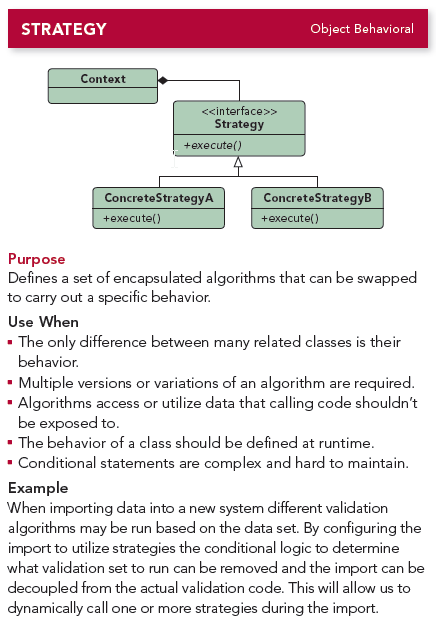 STRATEGY
Object Behavioral
Context
<<interface>>
Strategy
+execute()
ConcreteStrategyA
+execute()
ConcreteStrategyB
+execute()
Purpose
Defines a set of encapsulated algorithms that can be swapped
to carry out a specific behavior.
Use When
▪ The only difference between many related classes is their
behavior.
▪ Multiple versions or variations of an algorithm are required.
▪ Algorithms access or utilize data that calling code shouldn't
be exposed to.
▪ The behavior of a class should be defined at runtime.
▪ Conditional statements are complex and hard to maintain.
Example
When importing data into a new system different validation
algorithms may be run based on the data set. By configuring the
import to utilize strategies the conditional logic to determine
what validation set to run can be removed and the import can be
decoupled from the actual validation code. This will allow us to
dynamically call one or more strategies during the import.